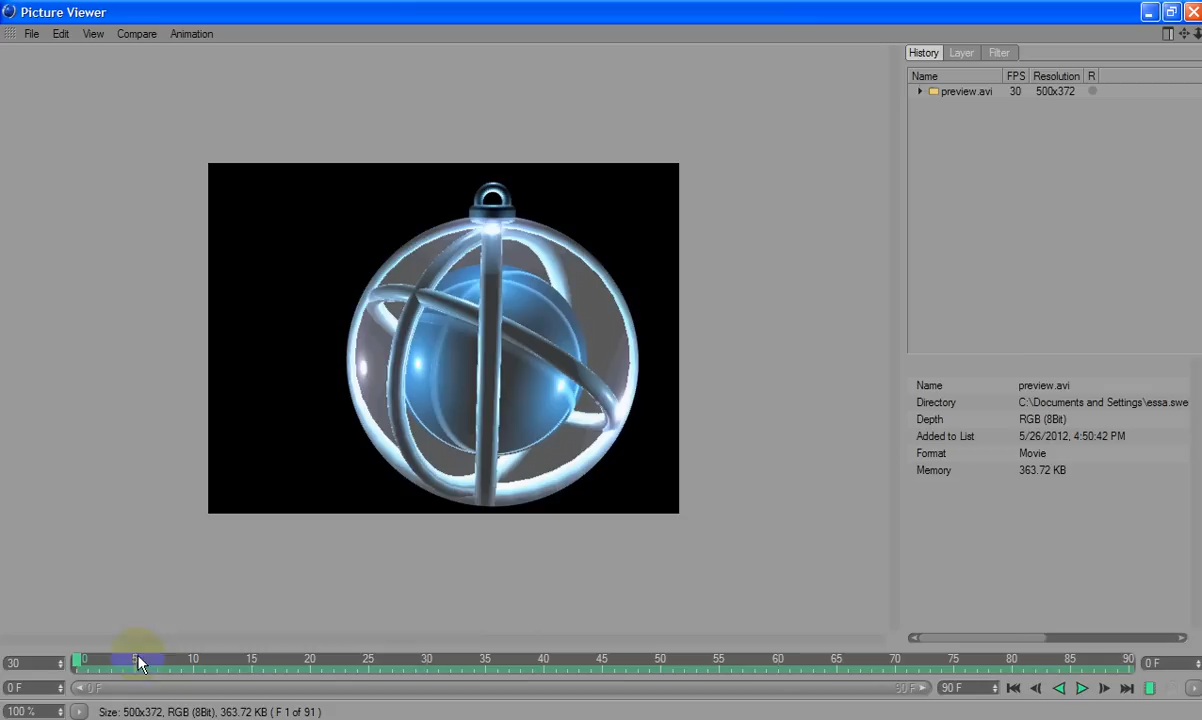 Picture Viewer
File Edit View Compare Animation
History Layer Filter
Name FPS Resolution R
preview.avi 30 500x372
Name preview.avi
Directory C:\Documents and Settings\essa.swe
Depth RGB (8Bit)
Added to List 5/26/2012, 4:50:42 PM
Format Movie
Memory 363.72 KB
30 0 5 10 15 20 25 30 35 40 45 50 55 60 65 70 75 80 85 90 0 F
0 F 0 F 90 F 90 F
100 % Size: 500x372, RGB (8Bit), 363.72 KB ( F 1 of 91 )